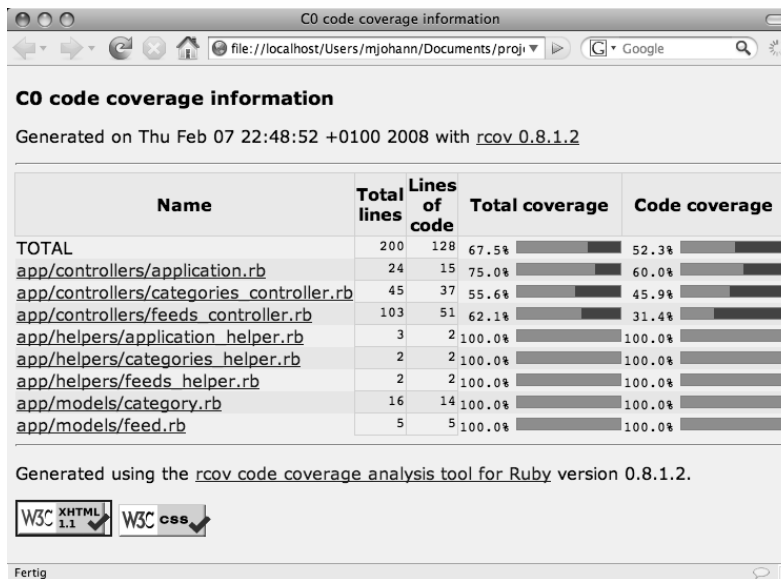 C0 code coverage information
file://localhost/Users/mjohann/Documents/proj
G Google
C0 code coverage information
Generated on Thu Feb 07 22:48:52 +0100 2008 with rcov 0.8.1.2
Name Total lines Lines of code Total coverage Code coverage
TOTAL 200 128 67.5% 52.3%
app/controllers/application.rb 24 15 75.0% 60.0%
app/controllers/categories_controller.rb 45 37 55.6% 45.9%
app/controllers/feeds_controller.rb 103 51 62.1% 31.4%
app/helpers/application_helper.rb 3 2 100.0% 100.0%
app/helpers/categories_helper.rb 2 2 100.0% 100.0%
app/helpers/feeds_helper.rb 2 2 100.0% 100.0%
app/models/category.rb 16 14 100.0% 100.0%
app/models/feed.rb 5 5 100.0% 100.0%
Generated using the rcov code coverage analysis tool for Ruby version 0.8.1.2.
W3C XHTML 1.1 W3C css
Fertig